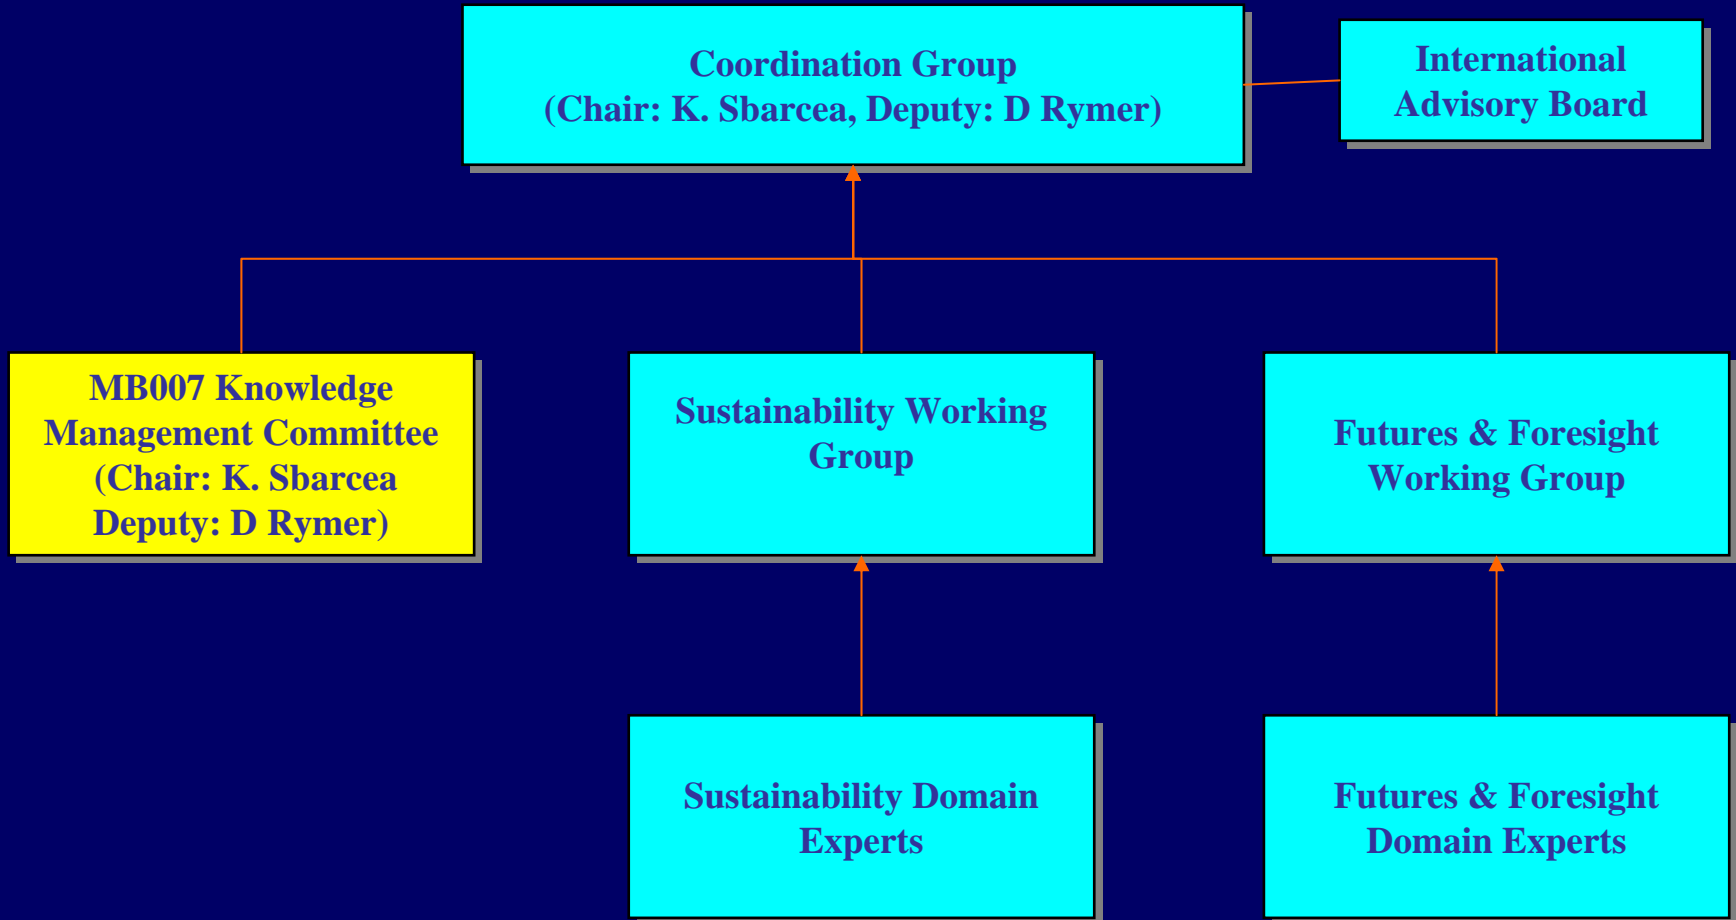 Coordination Group
(Chair: K. Sbarcea, Deputy: D Rymer)
International
Advisory Board
MB007 Knowledge
Management Committee
(Chair: K. Sbarcea
Deputy: D Rymer)
Sustainability Working
Group
Futures & Foresight
Working Group
Sustainability Domain
Experts
Futures & Foresight
Domain Experts